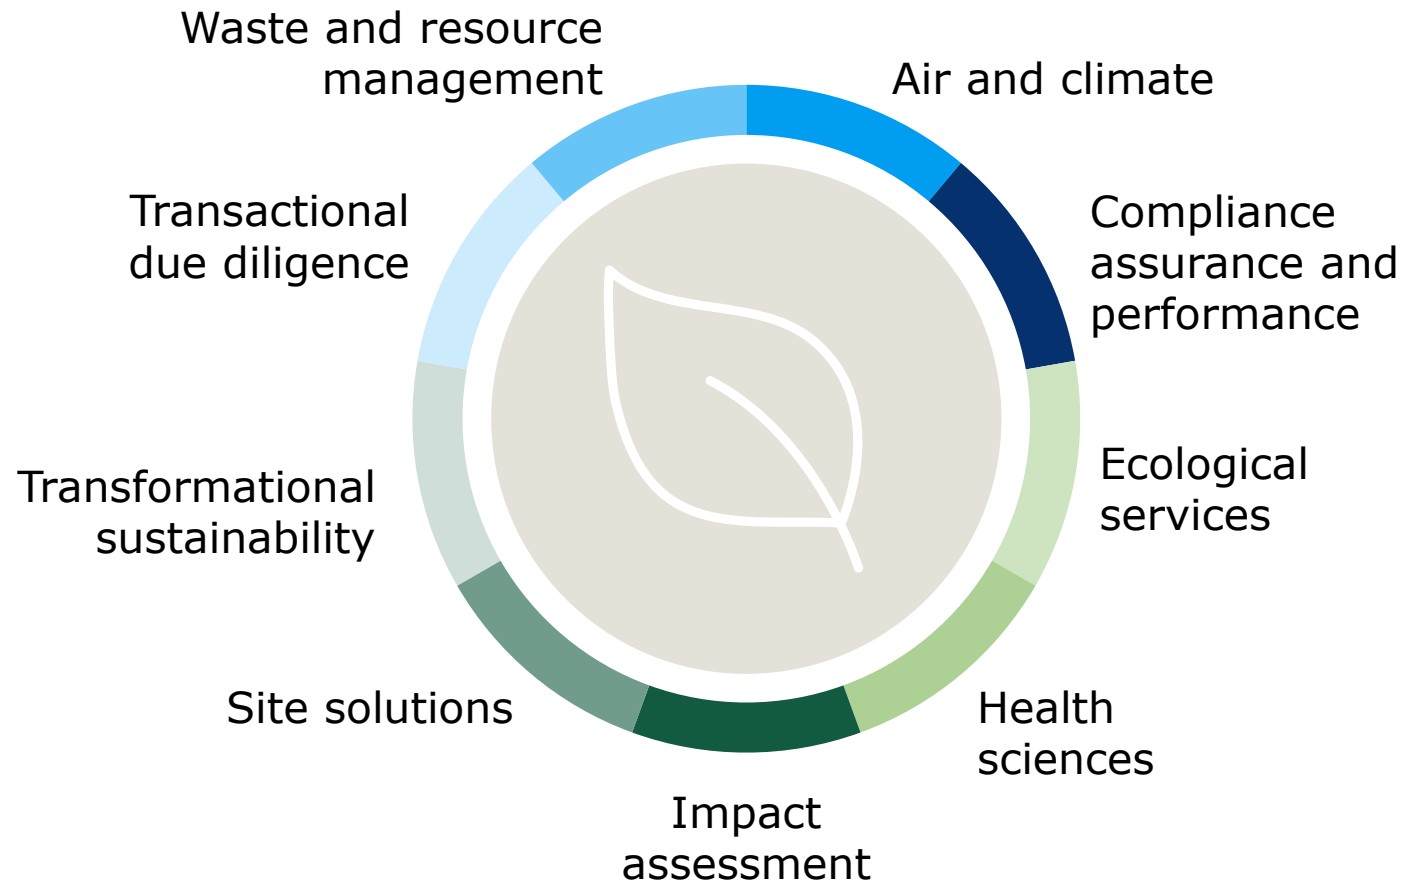 Waste and resource
management
Air and climate
Transactional
due diligence
Compliance
assurance and
performance
Transformational
sustainability
Ecological
services
Site solutions
Health
sciences
Impact
assessment